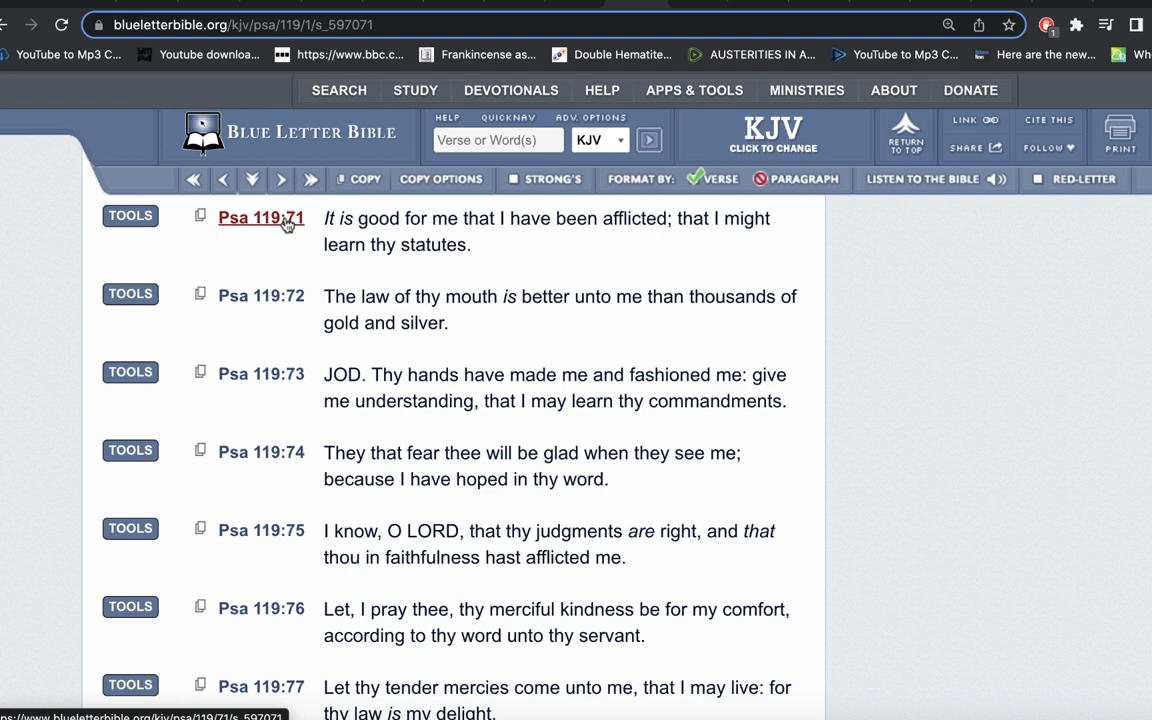 blueletterbible.org/kjv/psa/119/1/s_597071
1
YouTube to Mp3 C...
Youtube downloa...
https://www.bbc.c...
Frankincense as...
Double Hematite...
AUSTERITIES IN A...
YouTube to Mp3 C...
Here are the new...
Wh
SEARCH STUDY DEVOTIONALS HELP APPS & TOOLS MINISTRIES ABOUT DONATE
BLUE LETTER BIBLE
HELP QUICKNAV ADV. OPTIONS
Verse or Word(s) KJV
KJV
CLICK TO CHANGE
RETURN
TO TOP
LINK CITE THIS
SHARE FOLLOW
PRINT
COPY COPY OPTIONS STRONG'S FORMAT BY: VERSE PARAGRAPH LISTEN TO THE BIBLE RED-LETTER
TOOLS Psa 119:71 It is good for me that I have been afflicted; that I might
learn thy statutes.
TOOLS Psa 119:72 The law of thy mouth is better unto me than thousands of
gold and silver.
TOOLS Psa 119:73 JOD. Thy hands have made me and fashioned me: give
me understanding, that I may learn thy commandments.
TOOLS Psa 119:74 They that fear thee will be glad when they see me;
because I have hoped in thy word.
TOOLS Psa 119:75 I know, O LORD, that thy judgments are right, and that
thou in faithfulness hast afflicted me.
TOOLS Psa 119:76 Let, I pray thee, thy merciful kindness be for my comfort,
according to thy word unto thy servant.
TOOLS Psa 119:77 Let thy tender mercies come unto me, that I may live: for
thy law is my delight.
ps://www.blueletterbible.org/kjv/psa/119/71/s_597071